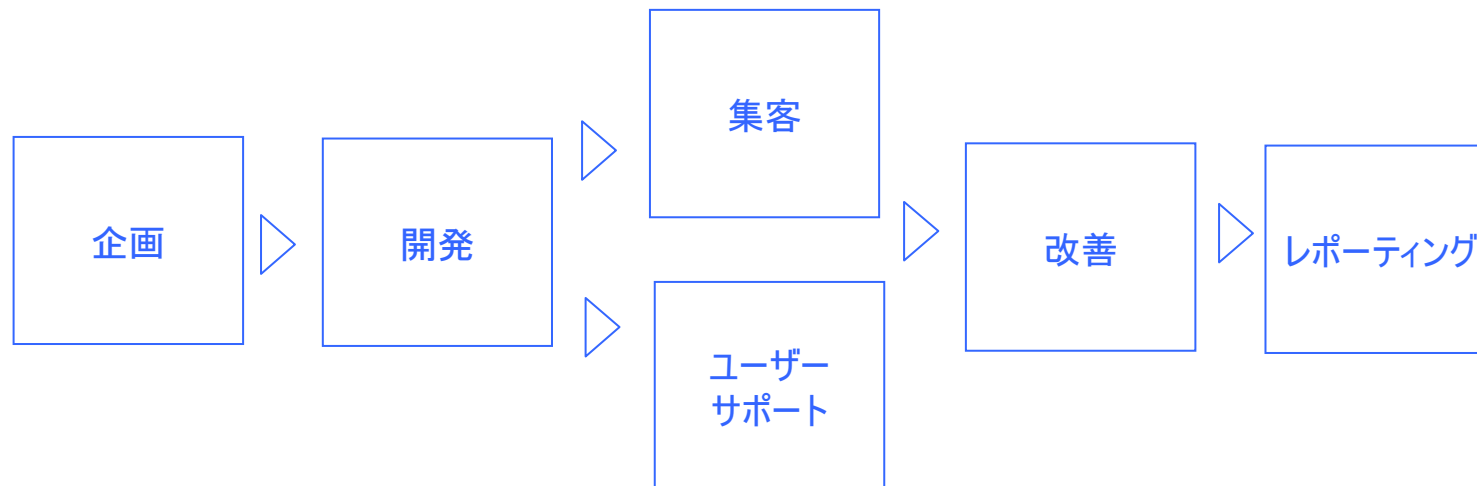 企画
開発
集客
ユーザー
サポート
改善
レポーティング